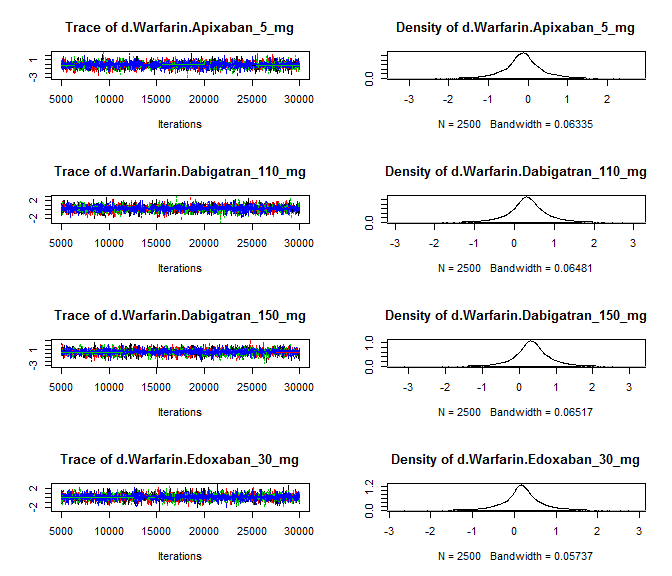 Trace of d.Warfarin.Apixaban_5_mg
1
-3
5000 10000 15000 20000 25000 30000
Iterations
Density of d.Warfarin.Apixaban_5_mg
0.0
-3 -1 0 1 2
N = 2500 Bandwidth = 0.06335
Trace of d.Warfarin.Dabigatran_110_mg
2
-2
5000 10000 15000 20000 25000 30000
Iterations
Density of d.Warfarin.Dabigatran_110_mg
0.0
-3 -2 -1 0 1 2 3
N = 2500 Bandwidth = 0.06481
Trace of d.Warfarin.Dabigatran_150_mg
1
-3
5000 10000 15000 20000 25000 30000
Iterations
Density of d.Warfarin.Dabigatran_150_mg
1.0
0.0
-3 -2 -1 0 1 2 3
N = 2500 Bandwidth = 0.06517
Trace of d.Warfarin.Edoxaban_30_mg
2
-2
5000 10000 15000 20000 25000 30000
Iterations
Density of d.Warfarin.Edoxaban_30_mg
1.2
0.0
-3 -2 -1 0 1 2 3
N = 2500 Bandwidth = 0.05737